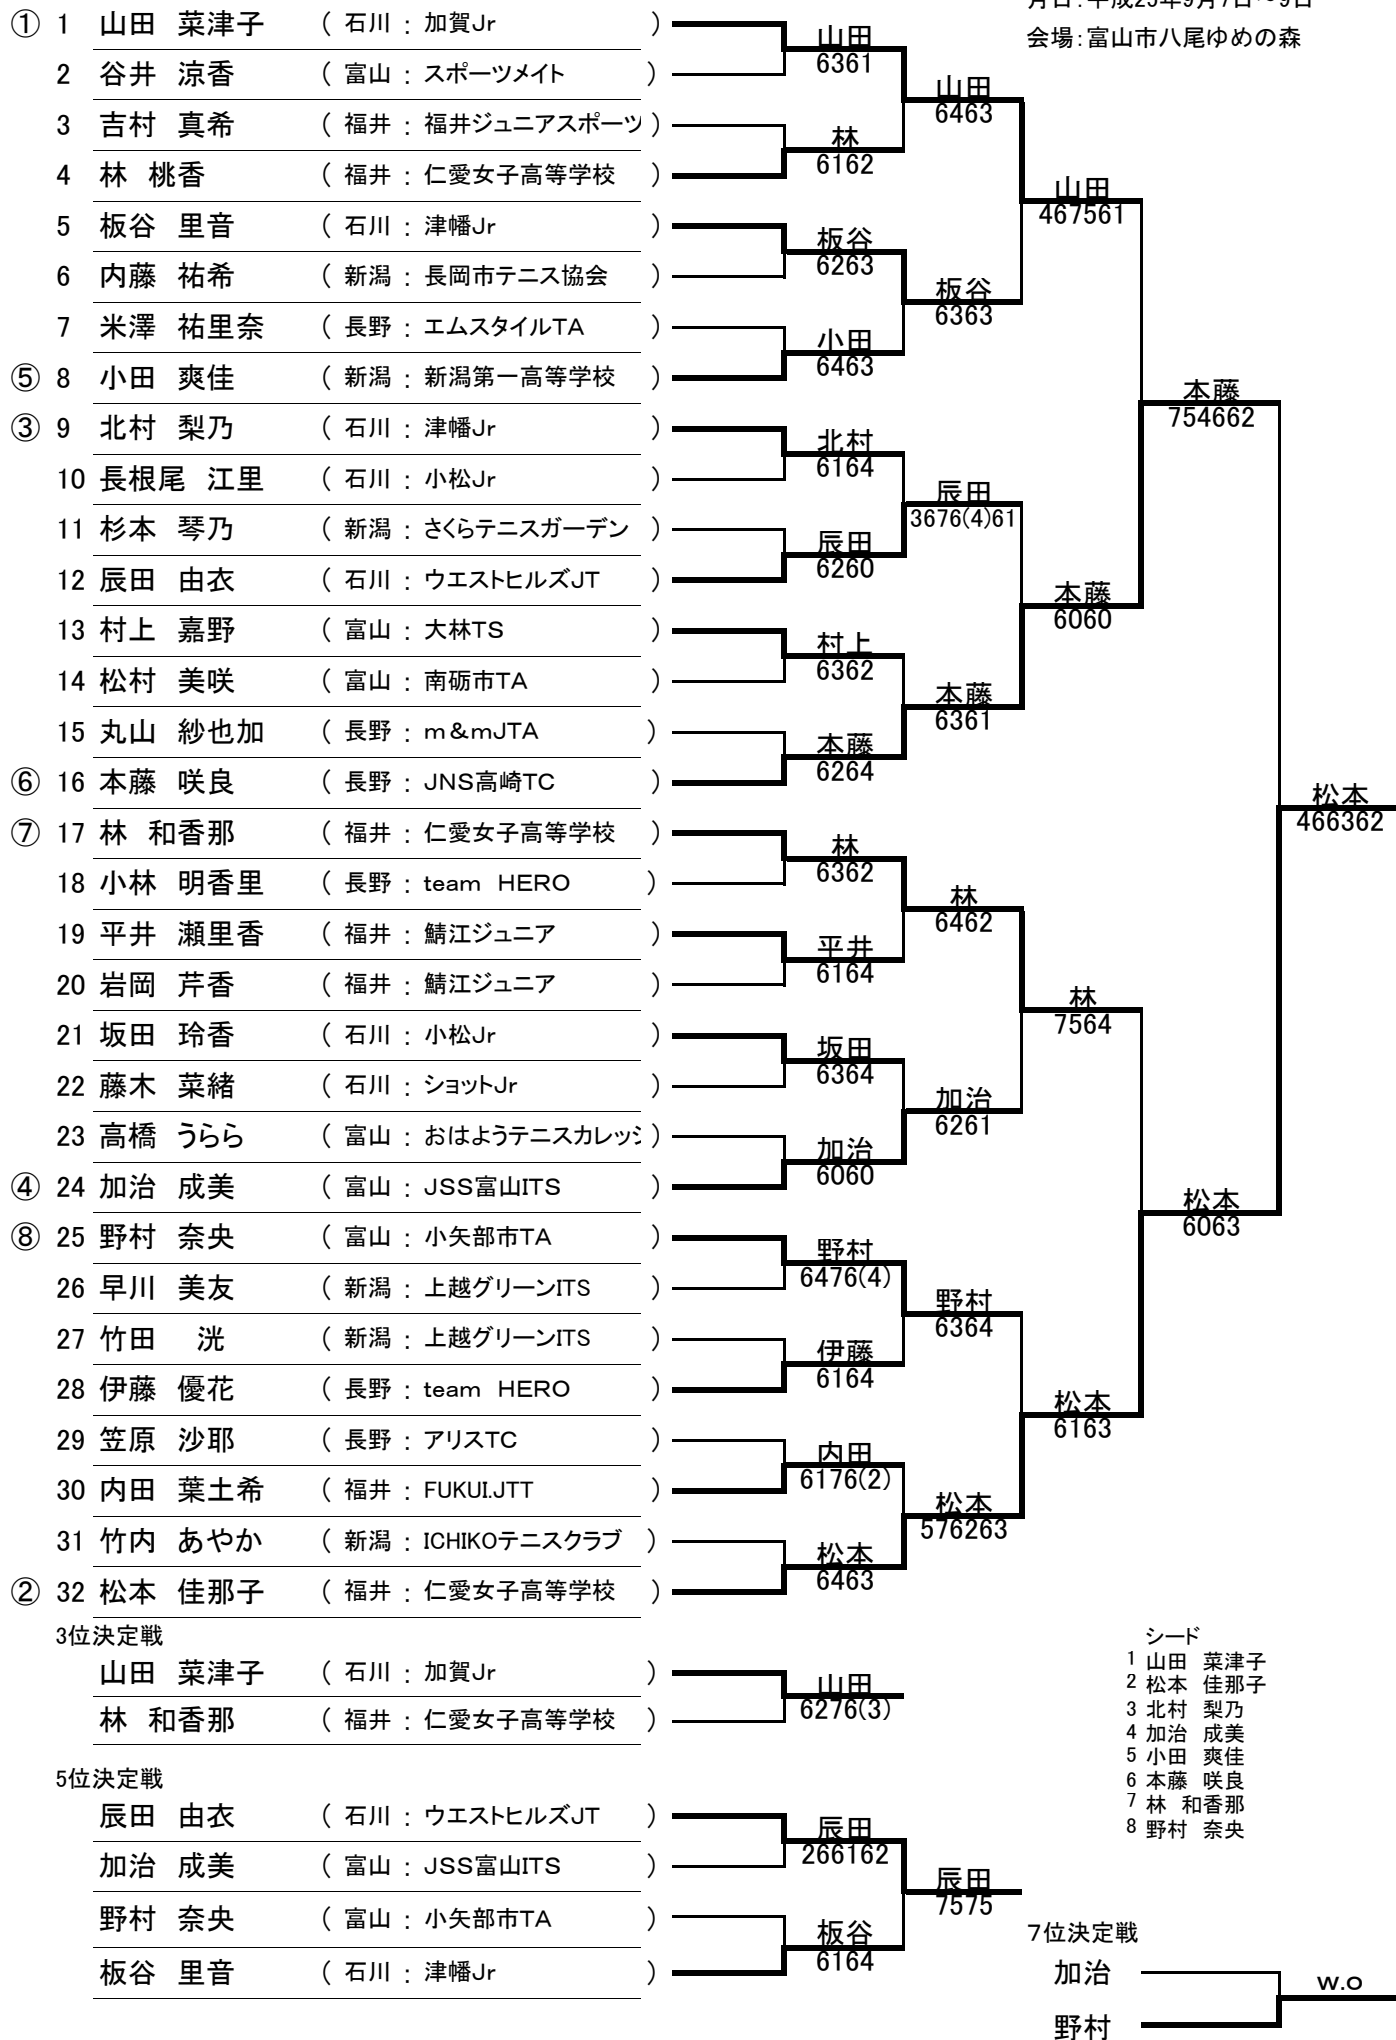 会場：富山市八尾ゆめの森
① 1 山田 菜津子 ( 石川 : 加賀Jr )
2 谷井 涼香 ( 富山 : スポーツメイト )
3 吉村 真希 ( 福井 : 福井ジュニアスポーツ )
4 林 桃香 ( 福井 : 仁愛女子高等学校 )
5 板谷 里音 ( 石川 : 津幡Jr )
6 内藤 祐希 ( 新潟 : 長岡市テニス協会 )
7 米澤 祐里奈 ( 長野 : エムスタイルTA )
⑤ 8 小田 爽佳 ( 新潟 : 新潟第一高等学校 )
③ 9 北村 梨乃 ( 石川 : 津幡Jr )
10 長根尾 江里 ( 石川 : 小松Jr )
11 杉本 琴乃 ( 新潟 : さくらテニスガーデン )
12 辰田 由衣 ( 石川 : ウエストヒルズJT )
13 村上 嘉野 ( 富山 : 大林TS )
14 松村 美咲 ( 富山 : 南砺市TA )
15 丸山 紗也加 ( 長野 : m&mJTA )
⑥ 16 本藤 咲良 ( 長野 : JNS高崎TC )
⑦ 17 林 和香那 ( 福井 : 仁愛女子高等学校 )
18 小林 明香里 ( 長野 : team HERO )
19 平井 瀬里香 ( 福井 : 鯖江ジュニア )
20 岩岡 芹香 ( 福井 : 鯖江ジュニア )
21 坂田 玲香 ( 石川 : 小松Jr )
22 藤木 菜緒 ( 石川 : ショットJr )
23 高橋 うらら ( 富山 : おはようテニスカレッジ )
④ 24 加治 成美 ( 富山 : JSS富山ITS )
⑧ 25 野村 奈央 ( 富山 : 小矢部市TA )
26 早川 美友 ( 新潟 : 上越グリーンITS )
27 竹田 洸 ( 新潟 : 上越グリーンITS )
28 伊藤 優花 ( 長野 : team HERO )
29 笠原 沙耶 ( 長野 : アリスTC )
30 内田 葉土希 ( 福井 : FUKUI.JTT )
31 竹内 あやか ( 新潟 : ICHIKOテニスクラブ )
② 32 松本 佳那子 ( 福井 : 仁愛女子高等学校 )
山田
6361
林
6162
板谷
6263
小田
6463
北村
6164
辰田
6260
村上
6362
本藤
6264
林
6362
平井
6164
坂田
6364
加治
6060
野村
6476(4)
伊藤
6164
内田
6176(2)
松本
6463
山田
6463
板谷
6363
辰田
3676(4)61
本藤
6361
林
6462
加治
6261
野村
6364
松本
576263
山田
467561
本藤
6060
林
7564
松本
6163
本藤
754662
松本
6063
松本
466362
3位決定戦
山田 菜津子 ( 石川 : 加賀Jr )
林 和香那 ( 福井 : 仁愛女子高等学校 )
山田
6276(3)
5位決定戦
辰田 由衣 ( 石川 : ウエストヒルズJT )
加治 成美 ( 富山 : JSS富山ITS )
野村 奈央 ( 富山 : 小矢部市TA )
板谷 里音 ( 石川 : 津幡Jr )
辰田
266162
板谷
6164
辰田
7575
シード
1 山田 菜津子
2 松本 佳那子
3 北村 梨乃
4 加治 成美
5 小田 爽佳
6 本藤 咲良
7 林 和香那
8 野村 奈央
7位決定戦
加治
野村
W.O